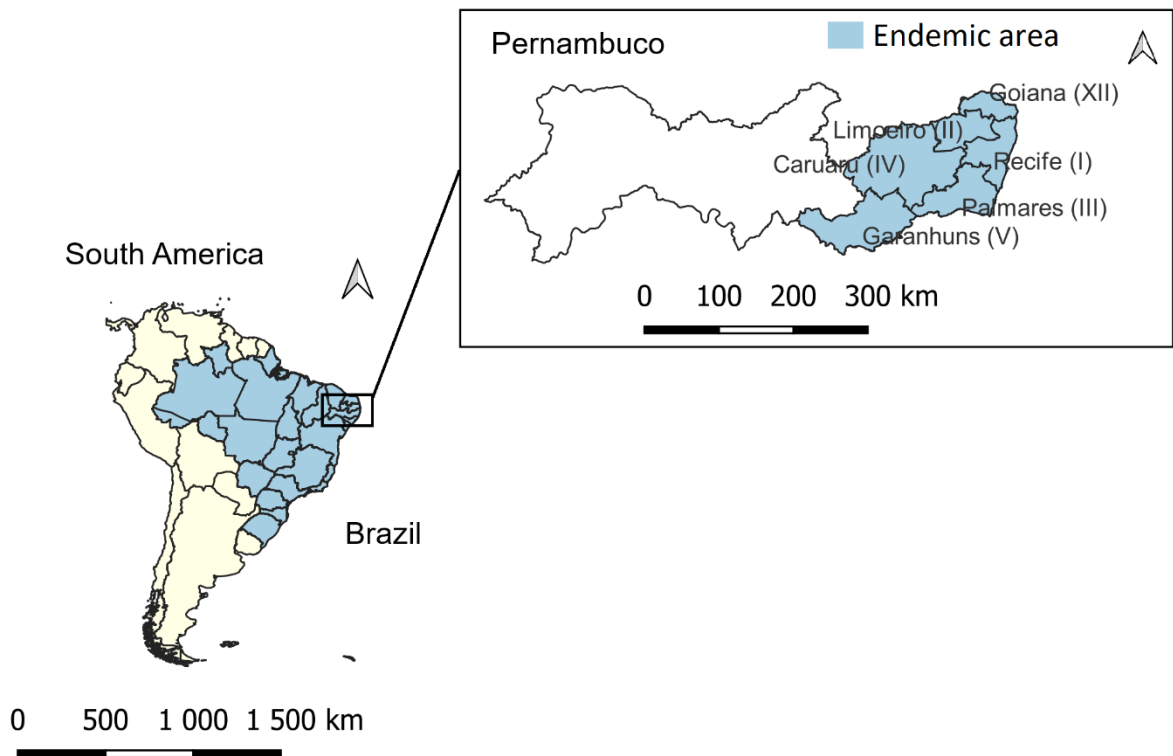 Pernambuco
Endemic area
Goiana (XII)
Limoeiro (II)
Caruaru (IV)
Recife (I)
Palmares (III)
Garanhuns (V)
0 100 200 300 km
South America
Brazil
0 500 1 000 1 500 km